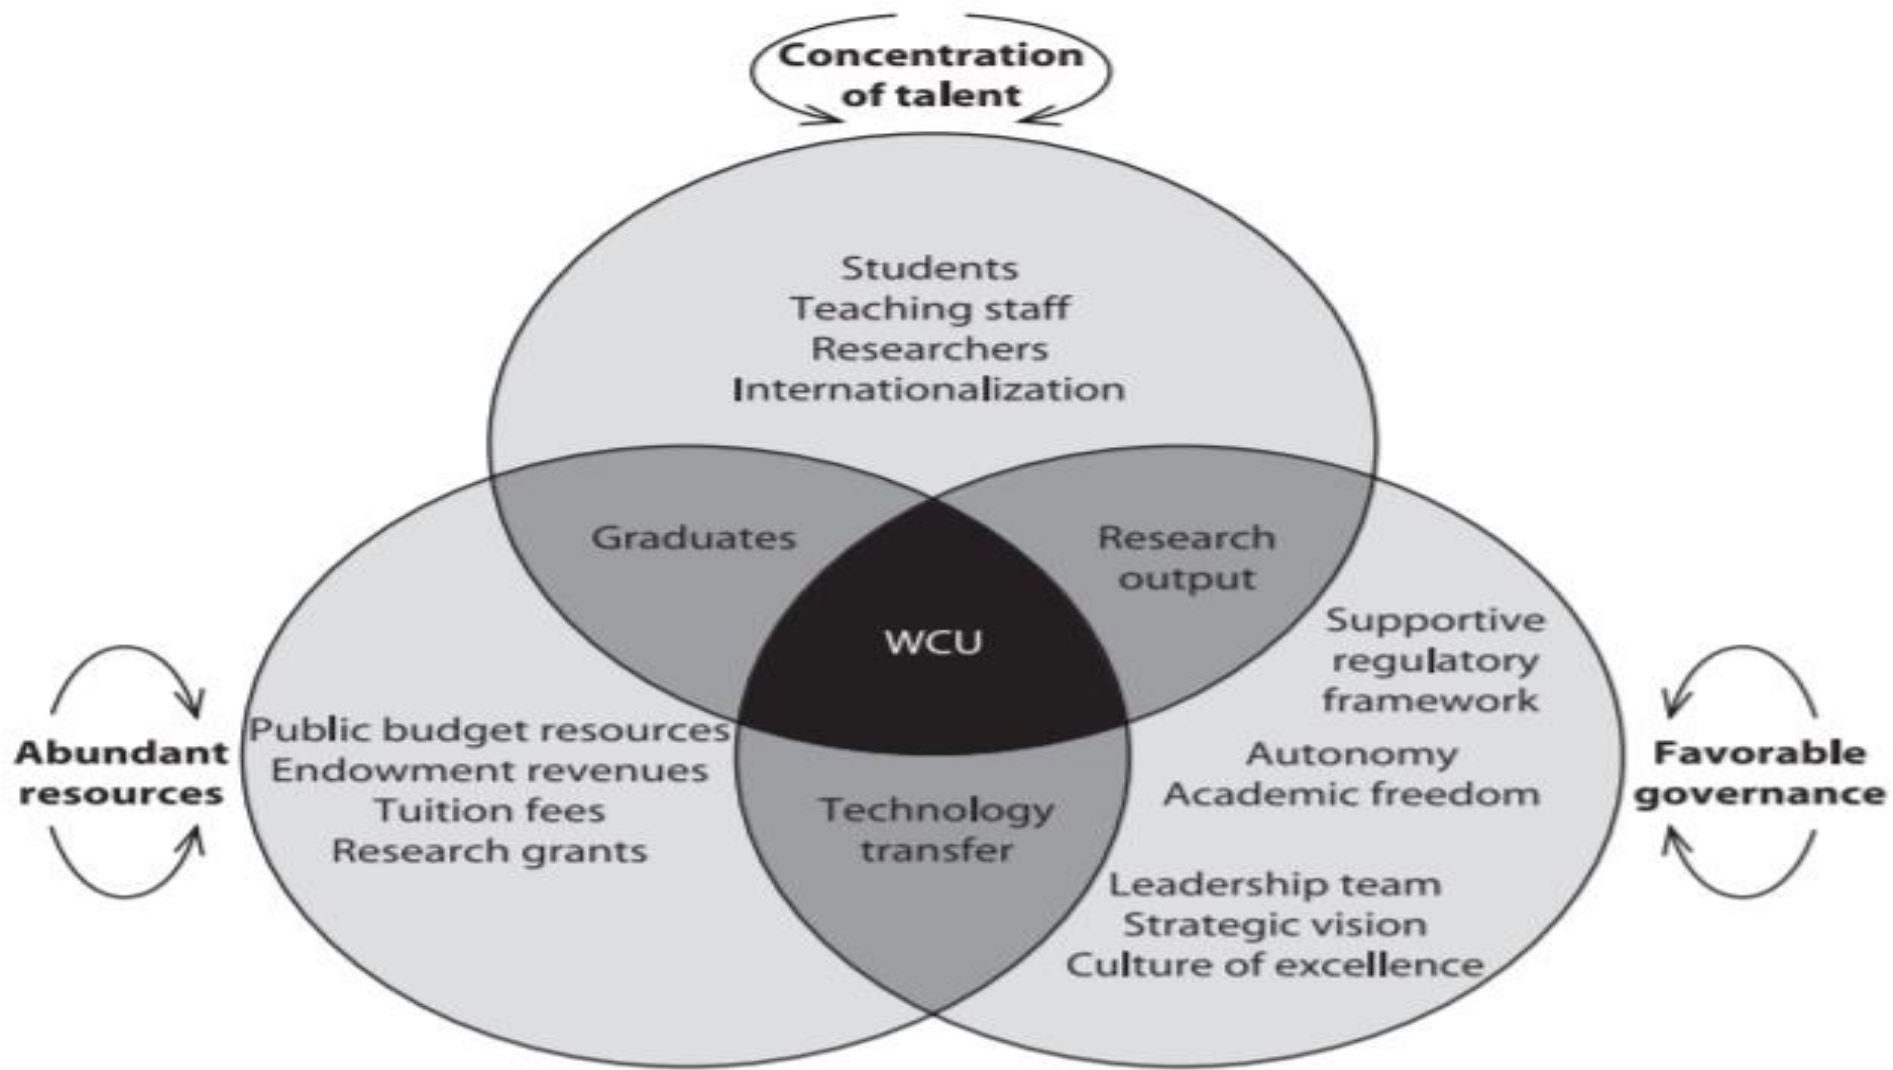 Concentration
of talent
Students
Teaching staff
Researchers
Internationalization
Graduates
Research
output
WCU
Supportive
regulatory
framework
Abundant
resources
Public budget resources
Endowment revenues
Tuition fees
Research grants
Technology
transfer
Autonomy
Academic freedom
Leadership team
Strategic vision
Culture of excellence
Favorable
governance